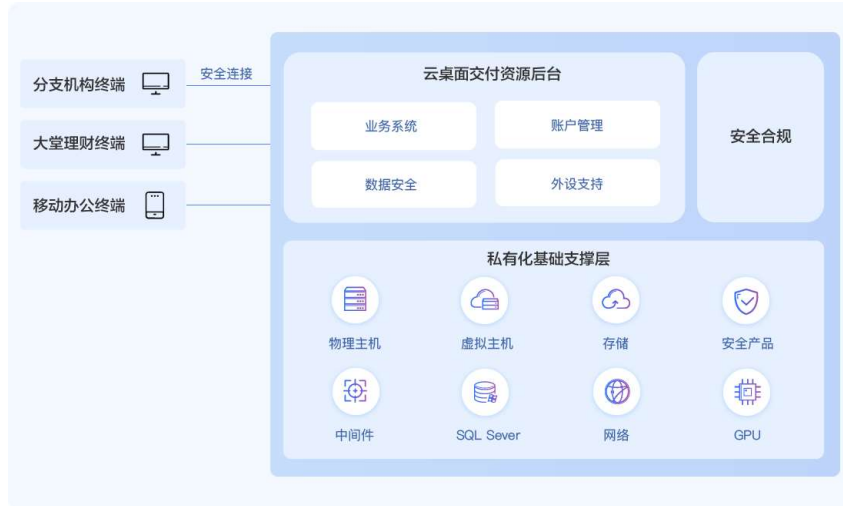 分支机构终端
安全连接
大堂理财终端
移动办公终端
云桌面交付资源后台
业务系统
账户管理
数据安全
外设支持
安全合规
私有化基础支撑层
物理主机
虚拟主机
存储
安全产品
中间件
SQL Sever
网络
GPU